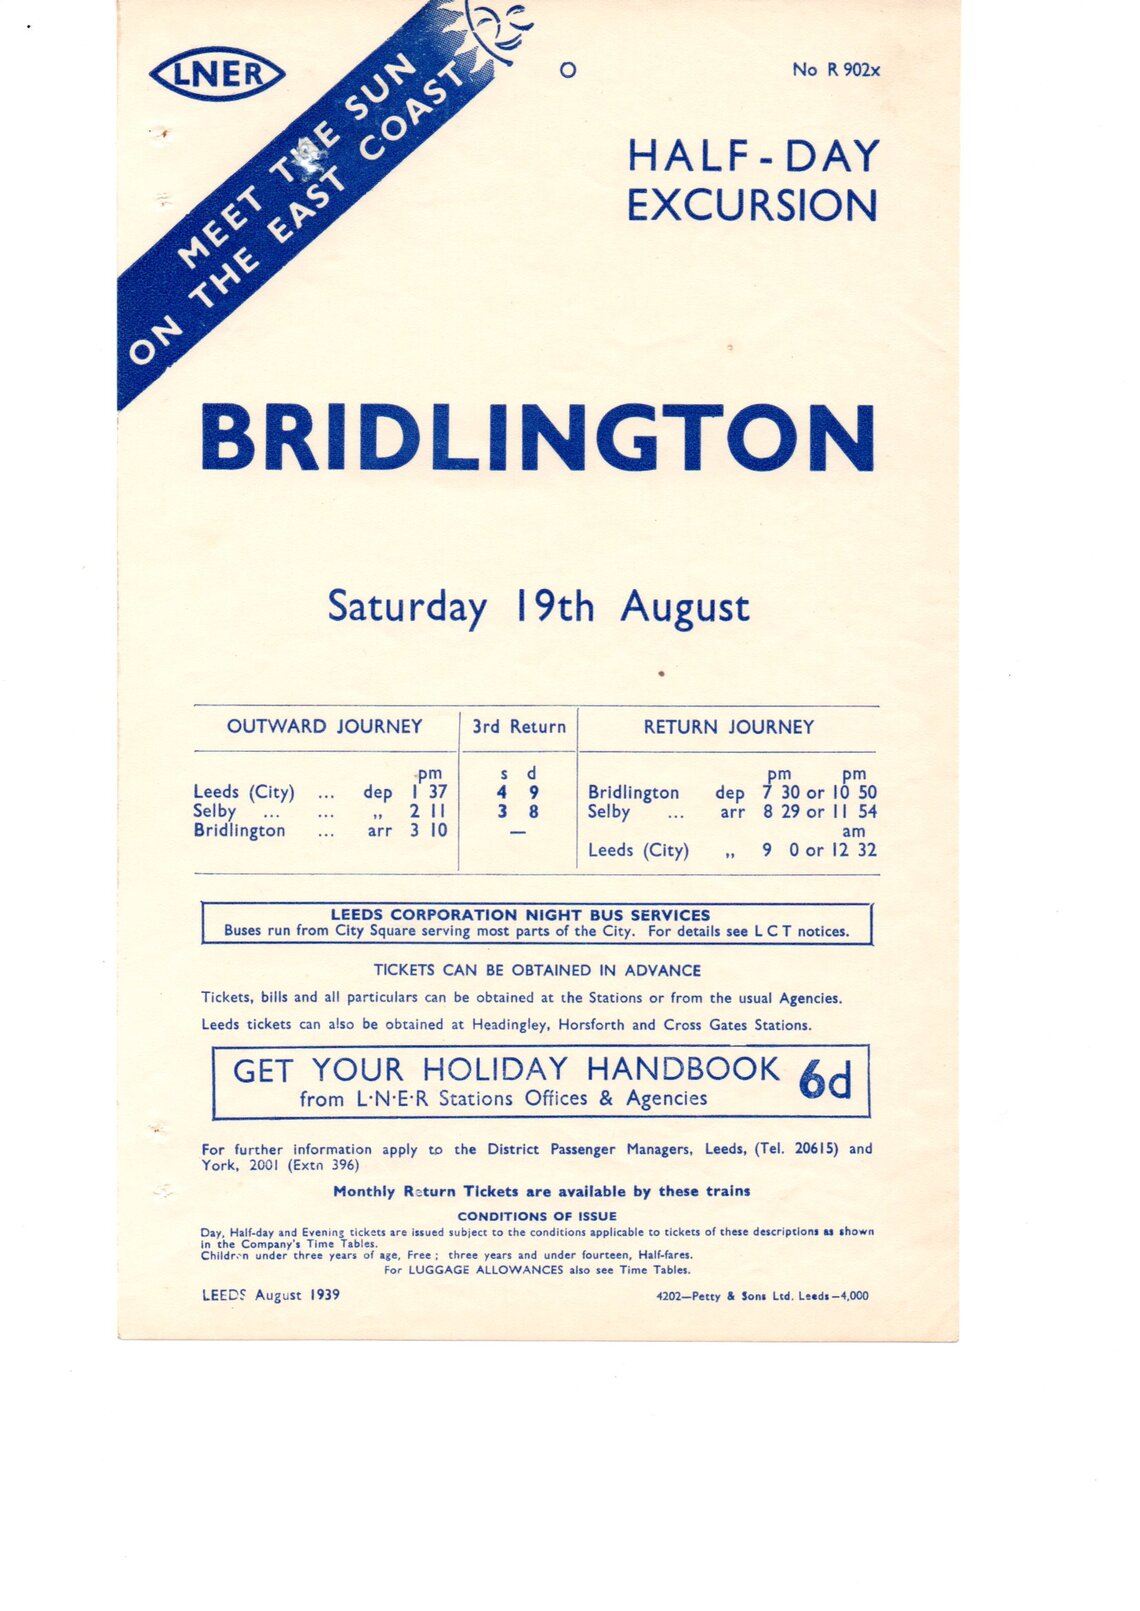 LNER
MEET THE SUN
ON THE EAST COAST
No R 902x
HALF-DAY
EXCURSION
BRIDLINGTON
Saturday 19th August
OUTWARD JOURNEY 3rd Return RETURN JOURNEY
pm s d pm pm
Leeds (City) ... dep 1 37 4 9 Bridlington dep 7 30 or 10 50
Selby ... ... „ 2 11 3 8 Selby ... arr 8 29 or 11 54
Bridlington ... arr 3 10 — am
Leeds (City) „ 9 0 or 12 32
LEEDS CORPORATION NIGHT BUS SERVICES
Buses run from City Square serving most parts of the City. For details see L C T notices.
TICKETS CAN BE OBTAINED IN ADVANCE
Tickets, bills and all particulars can be obtained at the Stations or from the usual Agencies.
Leeds tickets can also be obtained at Headingley, Horsforth and Cross Gates Stations.
GET YOUR HOLIDAY HANDBOOK 6d
from L·N·E·R Stations Offices & Agencies
For further information apply to the District Passenger Managers, Leeds, (Tel. 20615) and
York, 2001 (Extn 396)
Monthly Return Tickets are available by these trains
CONDITIONS OF ISSUE
Day, Half-day and Evening tickets are issued subject to the conditions applicable to tickets of these descriptions as shown
in the Company's Time Tables.
Children under three years of age, Free ; three years and under fourteen, Half-fares.
For LUGGAGE ALLOWANCES also see Time Tables.
LEEDS August 1939 4202—Petty & Sons Ltd. Leeds—4,000